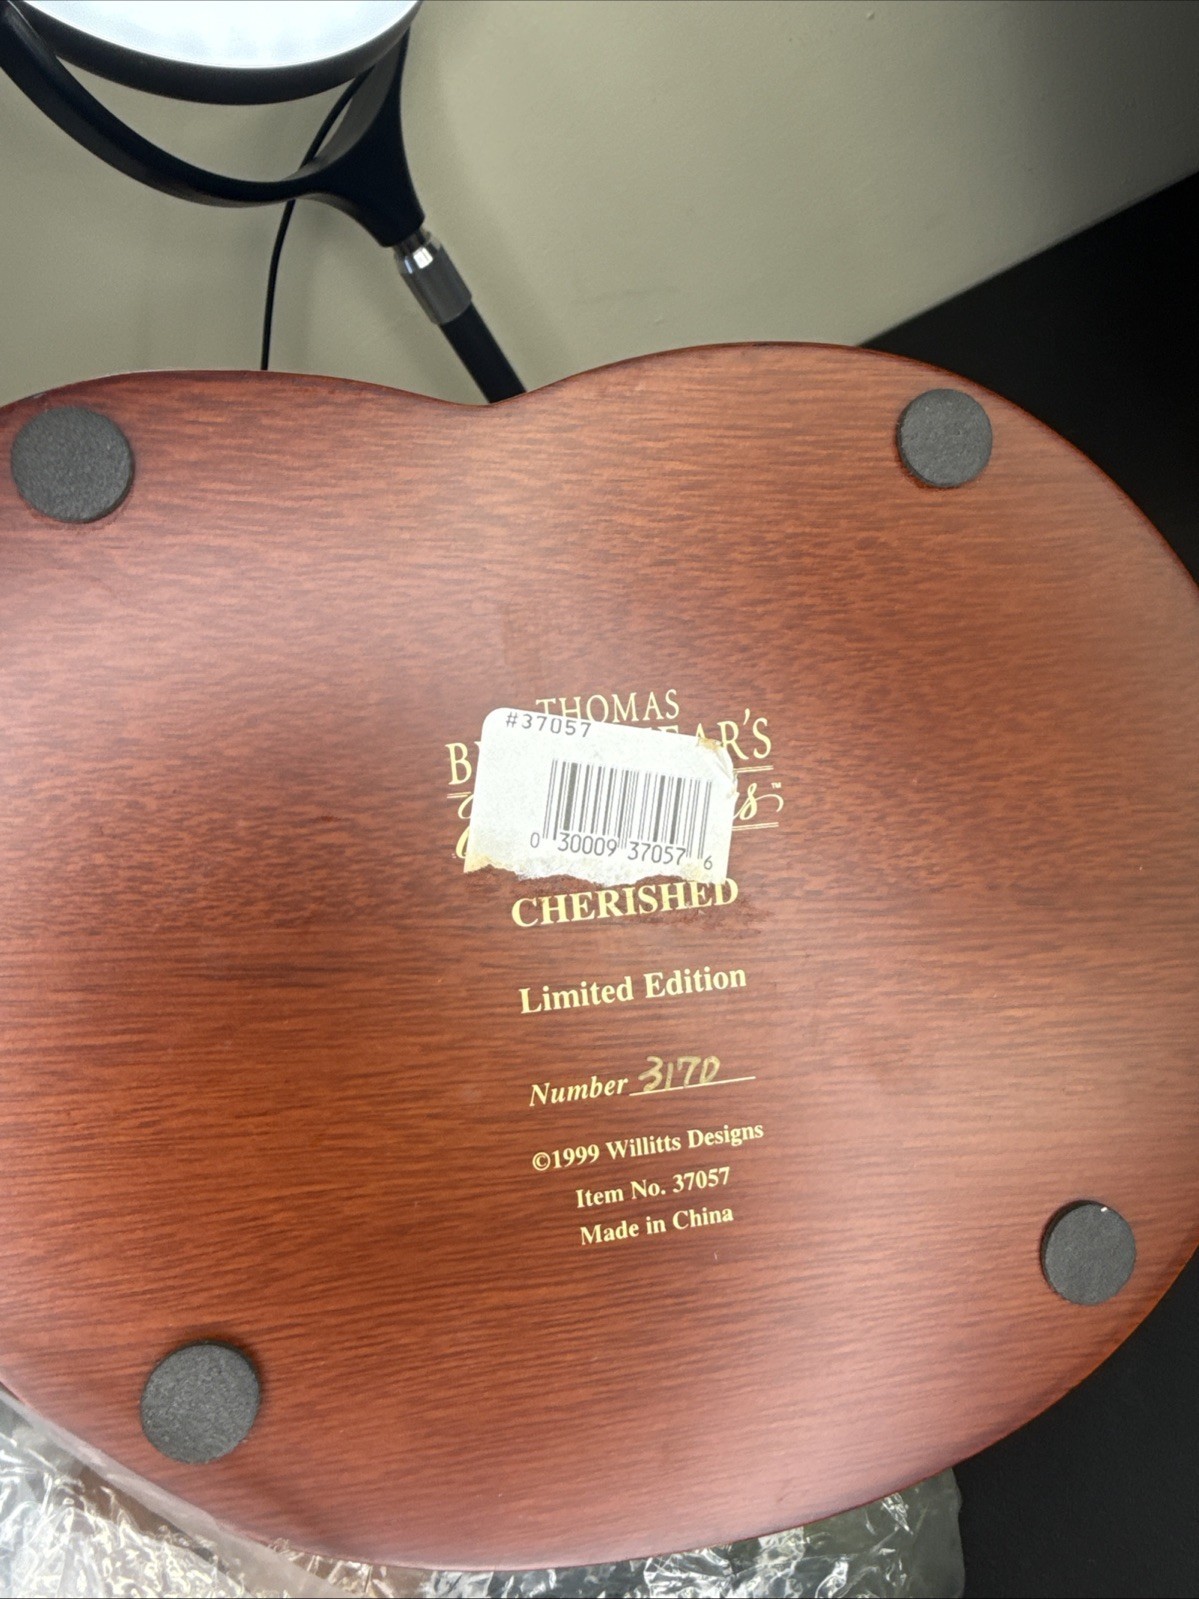 THOMAS
#37057
0 30009 37057 6
CHERISHED
Limited Edition
Number 3170
©1999 Willitts Designs
Item No. 37057
Made in China